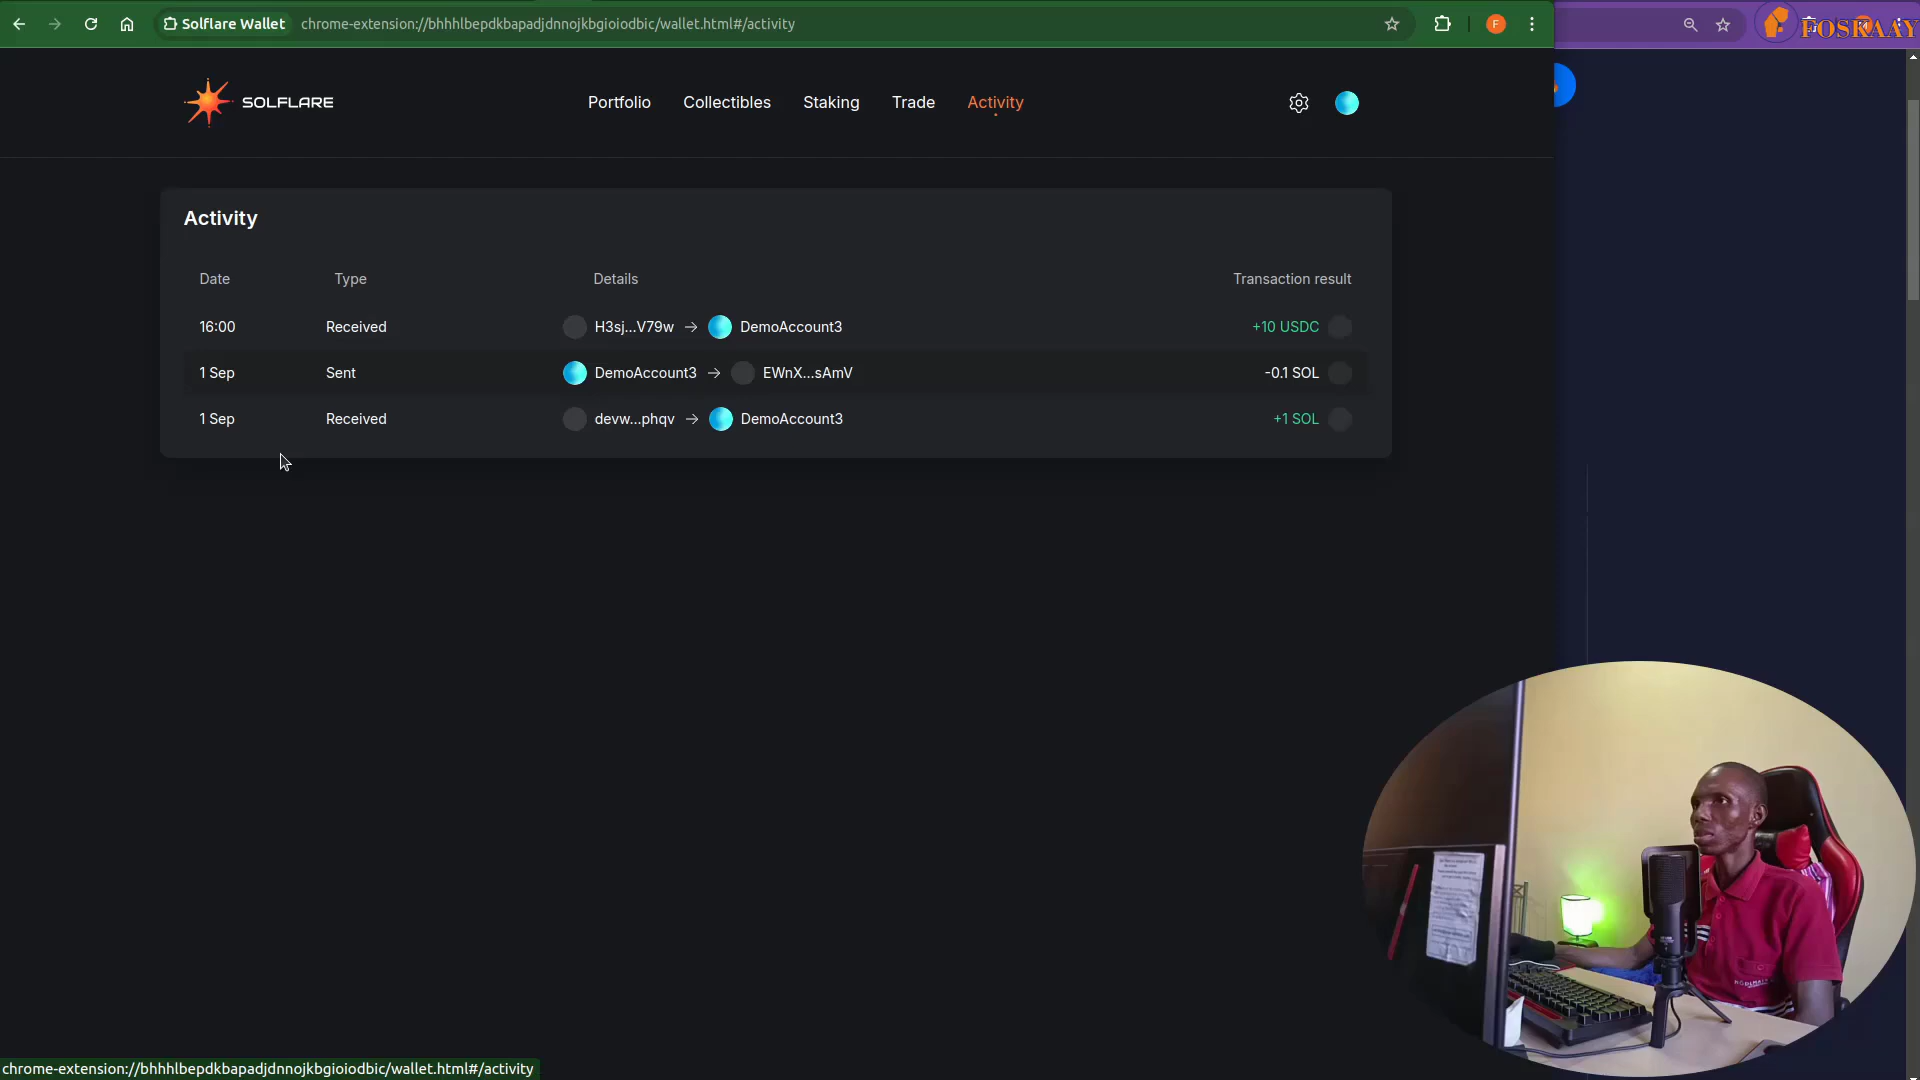 Solflare Wallet chrome-extension://bhhhlbepdkbapadjdnnojkbgioiodbic/wallet.html#/activity
F
FOSKAAY
SOLFLARE
Portfolio Collectibles Staking Trade Activity
Activity
Date Type Details Transaction result
16:00 Received H3sj...V79w → DemoAccount3 +10 USDC
1 Sep Sent DemoAccount3 → EWnX...sAmV -0.1 SOL
1 Sep Received devw...phqv → DemoAccount3 +1 SOL
chrome-extension://bhhhlbepdkbapadjdnnojkbgioiodbic/wallet.html#/activity